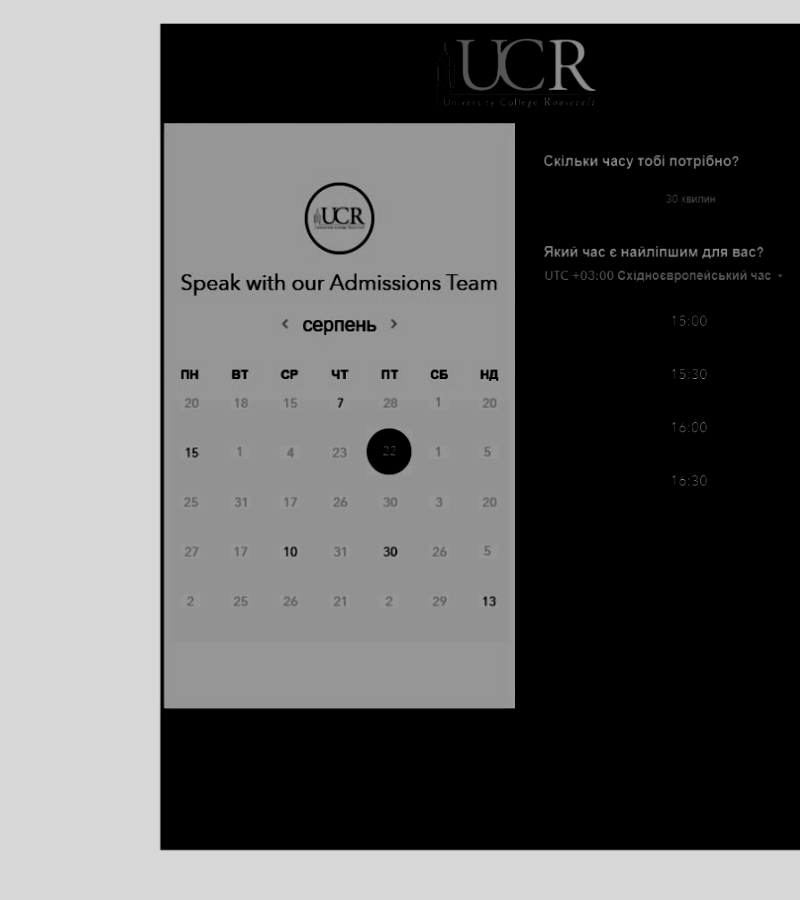 UCR
University College Roosevelt
UCR
Speak with our Admissions Team
серпень
ПН ВТ СР ЧТ ПТ СБ НД
20 18 15 7 28 1 20
15 1 4 23 22 1 5
25 31 17 26 30 3 20
27 17 10 31 30 26 5
2 25 26 21 2 29 13
Скільки часу тобі потрібно?
30 хвилин
Який час є найліпшим для вас?
UTC +03:00 Східноєвропейський час
15:00
15:30
16:00
16:30